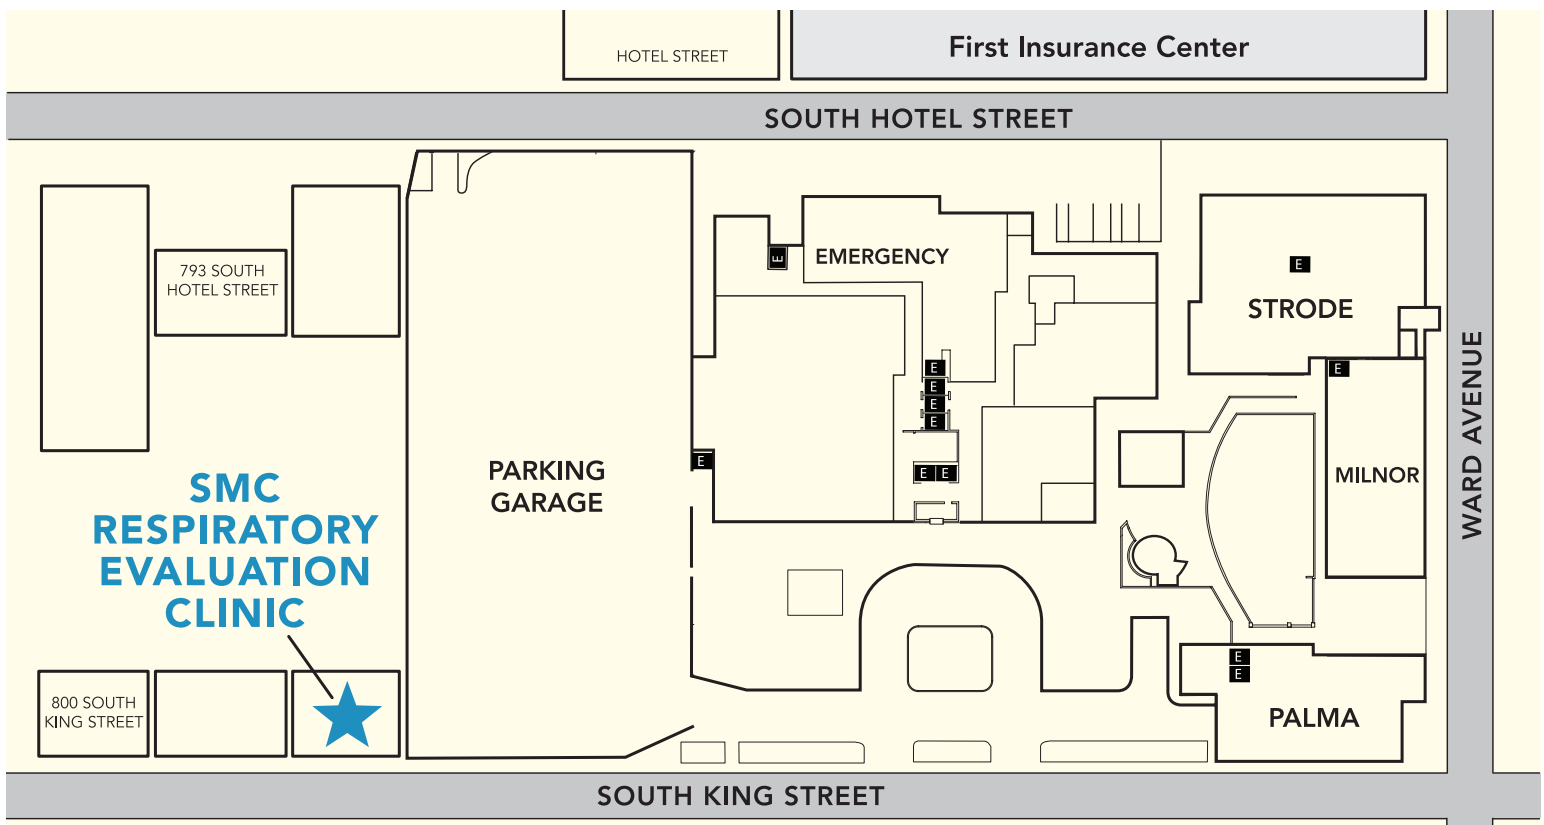 HOTEL STREET
First Insurance Center
SOUTH HOTEL STREET
793 SOUTH
HOTEL STREET
E
EMERGENCY
E
STRODE
E
E
E
E
E
E
E
E
WARD AVENUE
MILNOR
PARKING
GARAGE
SMC
RESPIRATORY
EVALUATION
CLINIC
800 SOUTH
KING STREET
E
E
PALMA
SOUTH KING STREET